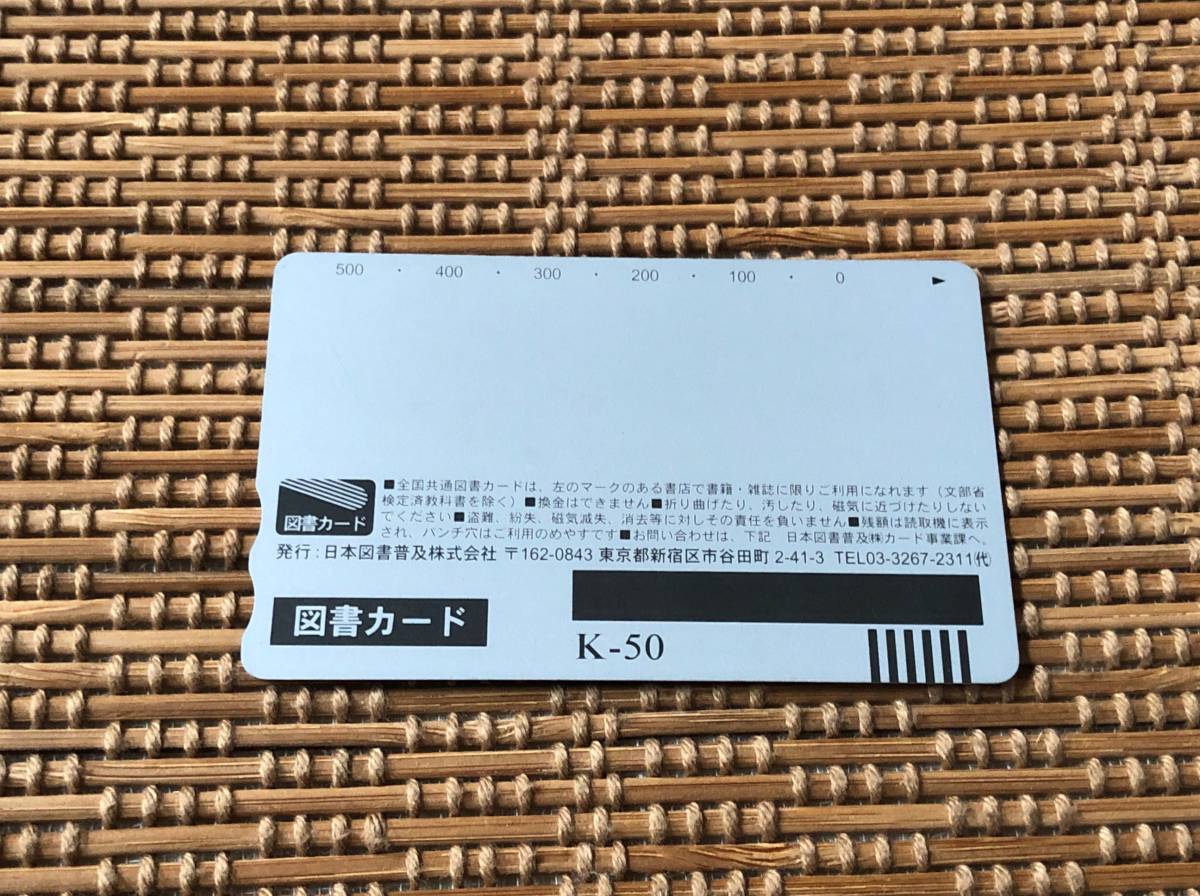 500 · 400 · 300 · 200 · 100 · 0 ►
■全国共通図書カードは、左のマークのある書店で書籍・雑誌に限りご利用になれます（文部省
検定済教科書を除く）■換金はできません■折り曲げたり、汚したり、磁気に近づけたりしない
でください■盗難、紛失、磁気減失、消去等に対しその責任を負いません■残額は読取機に表示
され、パンチ穴はご利用のめやすです■お問い合わせは、下記　日本図書普及㈱カード事業課へ。
図書カード
発行：日本図書普及株式会社 〒162-0843 東京都新宿区市谷田町 2-41-3 TEL03-3267-2311㈹
図書カード
K-50